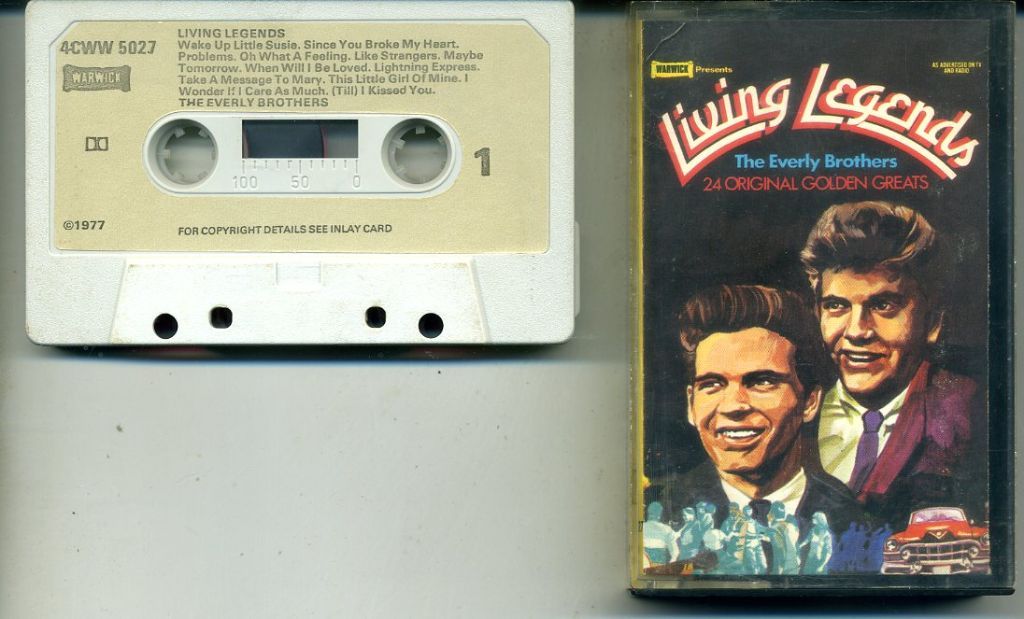 4CWW 5027
WARWICK
LIVING LEGENDS
Wake Up Little Susie. Since You Broke My Heart.
Problems. Oh What A Feeling. Like Strangers. Maybe
Tomorrow. When Will I Be Loved. Lightning Express.
Take A Message To Mary. This Little Girl Of Mine. I
Wonder If I Care As Much. (Till) I Kissed You.
THE EVERLY BROTHERS
100 50 0
1
©1977
FOR COPYRIGHT DETAILS SEE INLAY CARD
WARWICK Presents
AS ADVERTISED ON TV
AND RADIO
Living Legends
The Everly Brothers
24 ORIGINAL GOLDEN GREATS